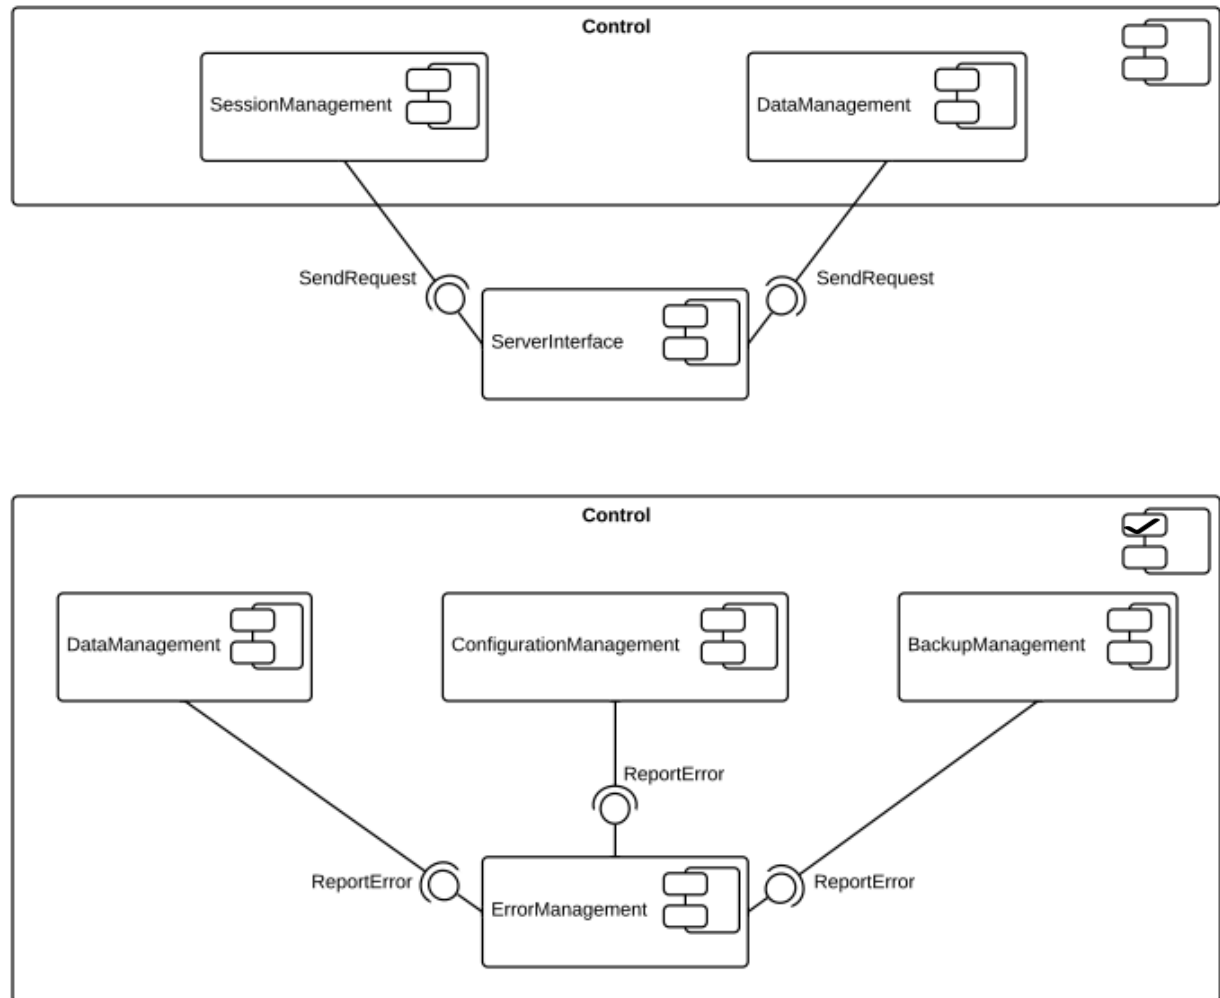 Control
SessionManagement
DataManagement
SendRequest
SendRequest
ServerInterface
Control
DataManagement
ConfigurationManagement
BackupManagement
ReportError
ReportError
ReportError
ErrorManagement